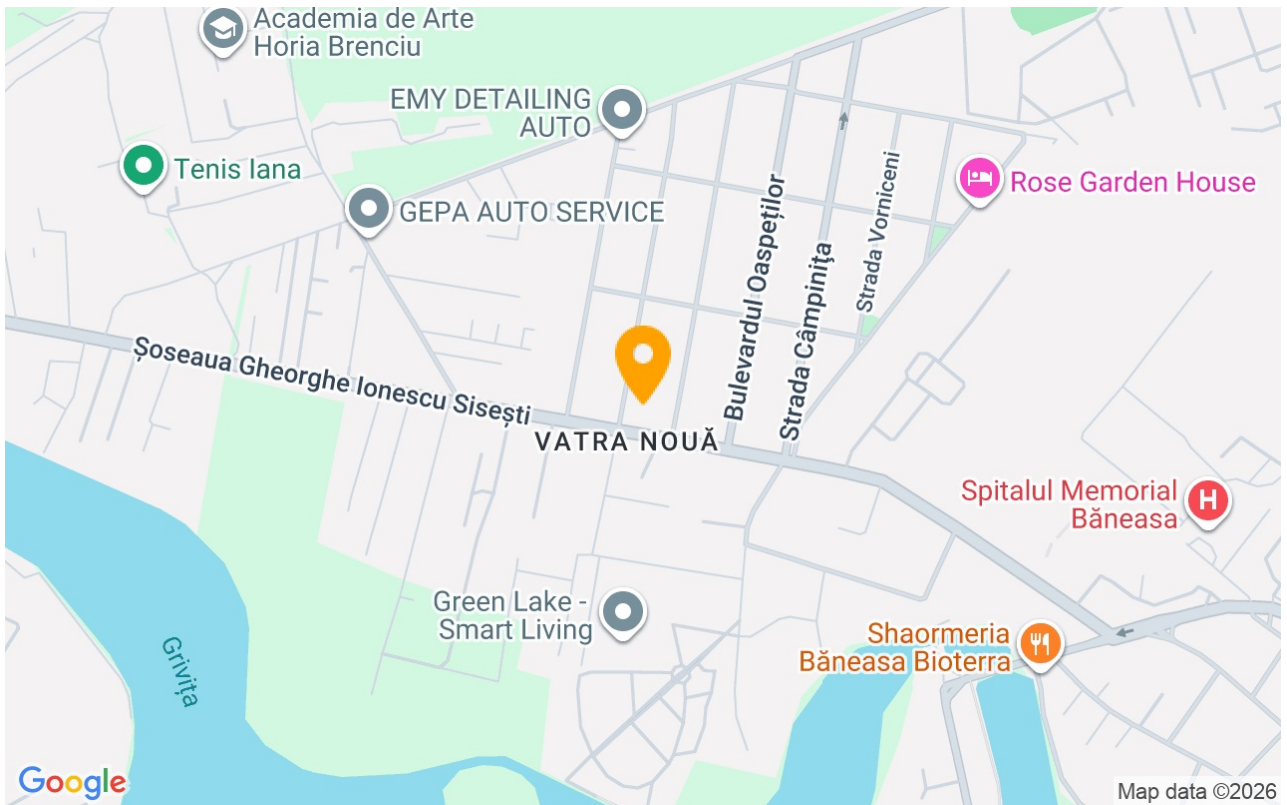 Academia de Arte
Horia Brenciu
EMY DETAILING
AUTO
Tenis Iana
GEPA AUTO SERVICE
Rose Garden House
Strada Vorniceni
Bulevardul Oaspeților
Strada Câmpinița
Șoseaua Gheorghe Ionescu Sisești
VATRA NOUĂ
Spitalul Memorial
Băneasa
H
Green Lake -
Smart Living
Shaormeria
Băneasa Bioterra
Grivița
Google
Map data ©2026